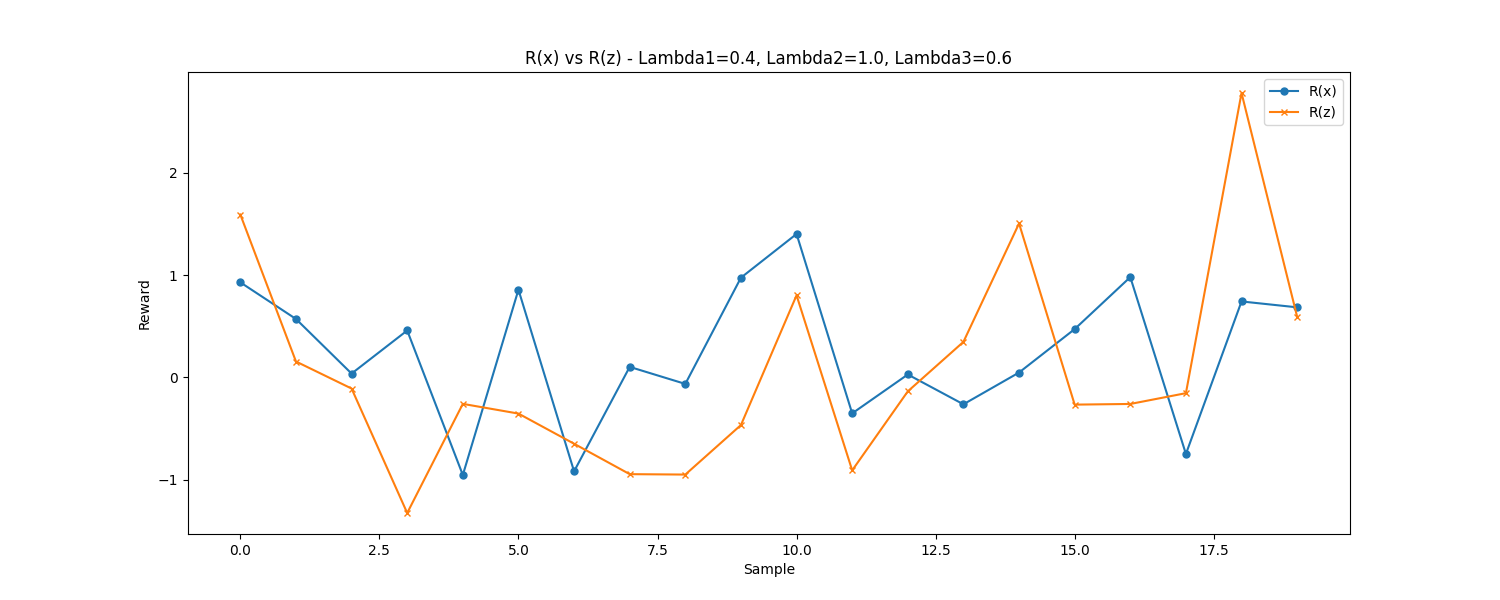 R(x) vs R(z) - Lambda1=0.4, Lambda2=1.0, Lambda3=0.6
R(x)
R(z)
Reward
2
1
0
−1
0.0 2.5 5.0 7.5 10.0 12.5 15.0 17.5
Sample